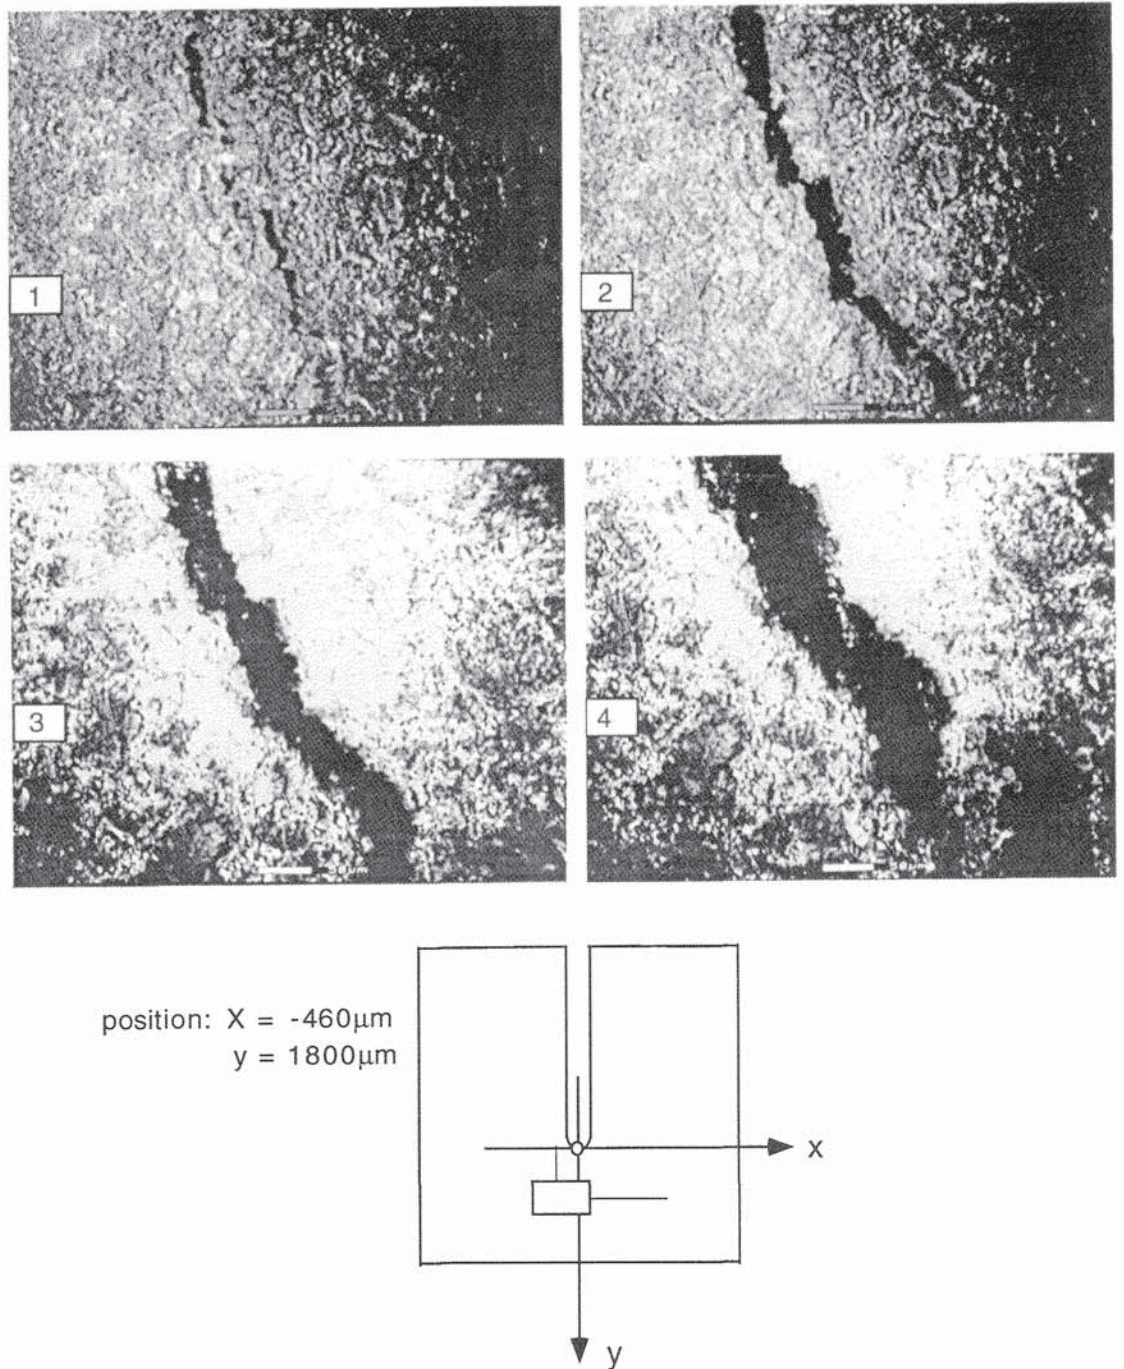 1
2
3
4
position: X = -460μm
y = 1800μm
x
y